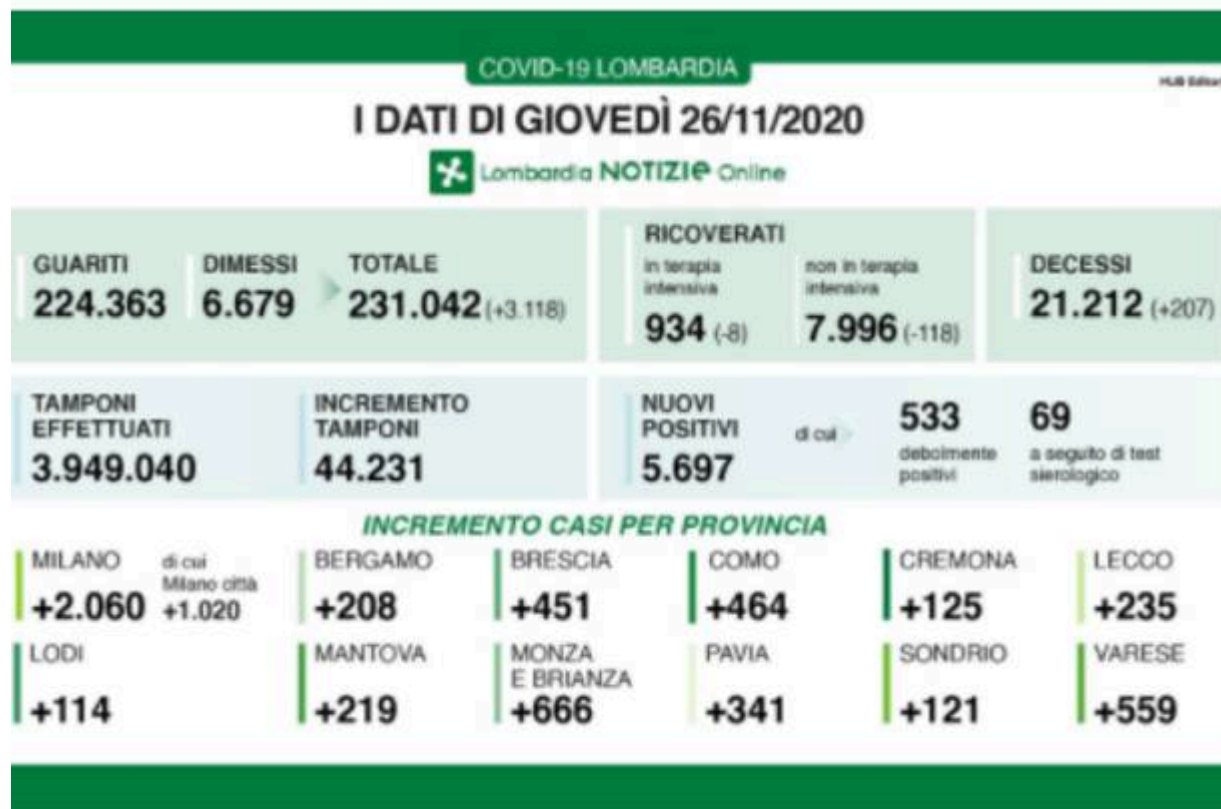 COVID-19 LOMBARDIA
I DATI DI GIOVEDÌ 26/11/2020
Lombardia NOTIZIE Online
GUARITI
224.363
DIMESSI
6.679
TOTALE
231.042 (+3.118)
RICOVERATI
in terapia
intensiva
934 (-8)
non in terapia
intensiva
7.996 (-118)
DECESSI
21.212 (+207)
TAMPONI
EFFETTUATI
3.949.040
INCREMENTO
TAMPONI
44.231
NUOVI
POSITIVI
5.697
di cui
533
debolmente
positivi
69
a seguito di test
sierologico
INCREMENTO CASI PER PROVINCIA
MILANO
+2.060
di cui
Milano città
+1.020
BERGAMO
+208
BRESCIA
+451
COMO
+464
CREMONA
+125
LECCO
+235
LODI
+114
MANTOVA
+219
MONZA
E BRIANZA
+666
PAVIA
+341
SONDRIO
+121
VARESE
+559